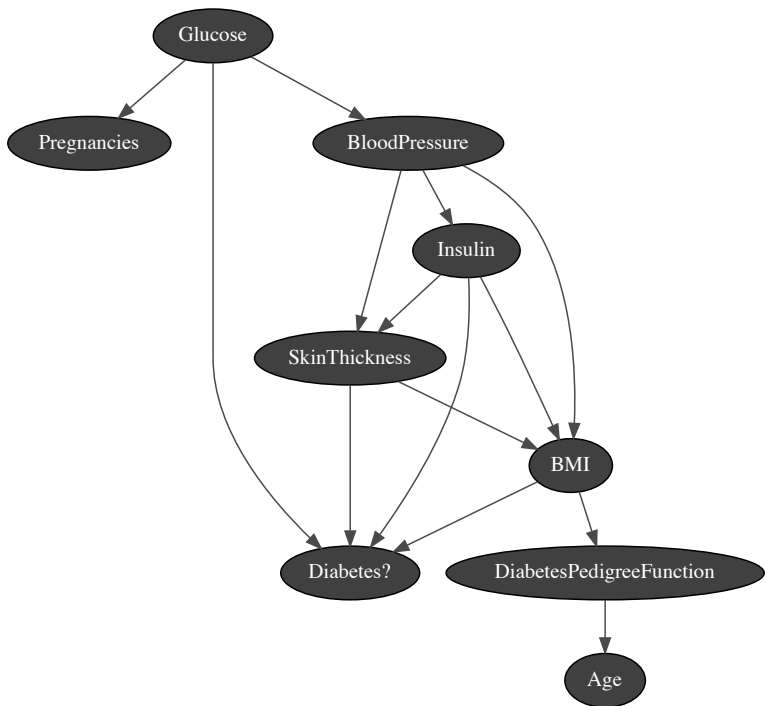 Glucose
Pregnancies
BloodPressure
Insulin
SkinThickness
BMI
Diabetes?
DiabetesPedigreeFunction
Age